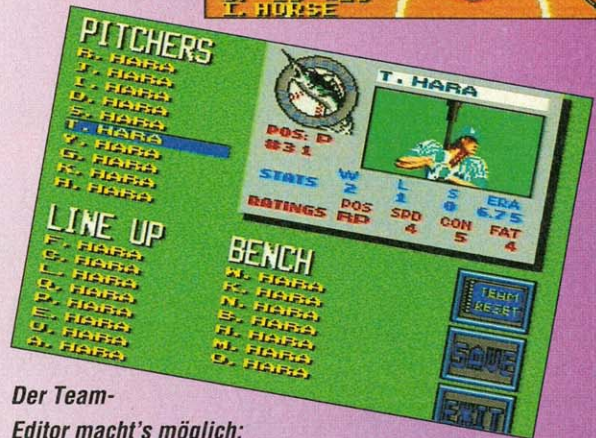 I. HORSE
PITCHERS
R. HARA
T. HARA
I. HARA
D. HARA
S. HARA
T. HARA
Y. HARA
G. HARA
K. HARA
H. HARA
T. HARA
POS: P
#31
STATS W L S ERA
2 1 0 6.75
RATINGS POS SPD CON FAT
RP 4 5 4
LINE UP
F. HARA
C. HARA
L. HARA
Q. HARA
P. HARA
E. HARA
U. HARA
A. HARA
BENCH
W. HARA
K. HARA
N. HARA
B. HARA
H. HARA
M. HARA
O. HARA
TEAM
RESET
SAVE
EXIT
Der Team-
Editor macht's möglich: